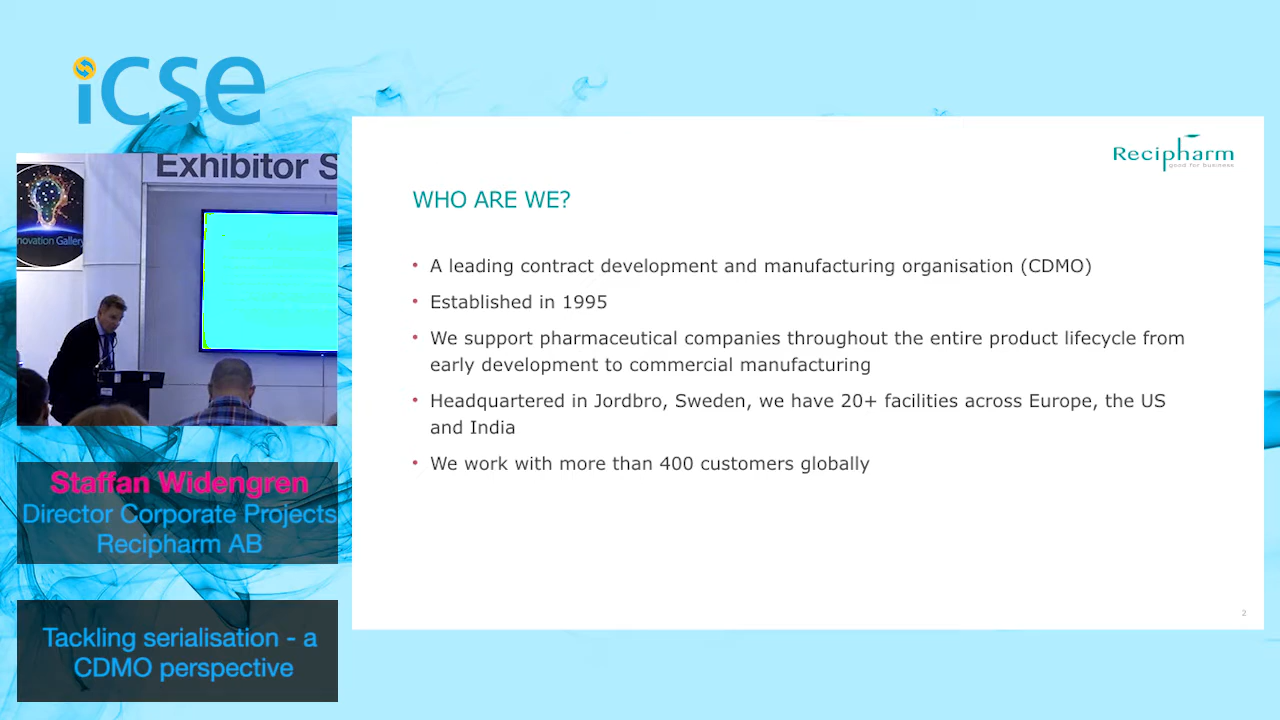 icse
Exhibitor S
novation Gallery
Staffan Widengren
Director Corporate Projects
Recipharm AB
Tackling serialisation - a
CDMO perspective
Recipharm
good for business
WHO ARE WE?
• A leading contract development and manufacturing organisation (CDMO)
• Established in 1995
• We support pharmaceutical companies throughout the entire product lifecycle from
early development to commercial manufacturing
• Headquartered in Jordbro, Sweden, we have 20+ facilities across Europe, the US
and India
• We work with more than 400 customers globally
2